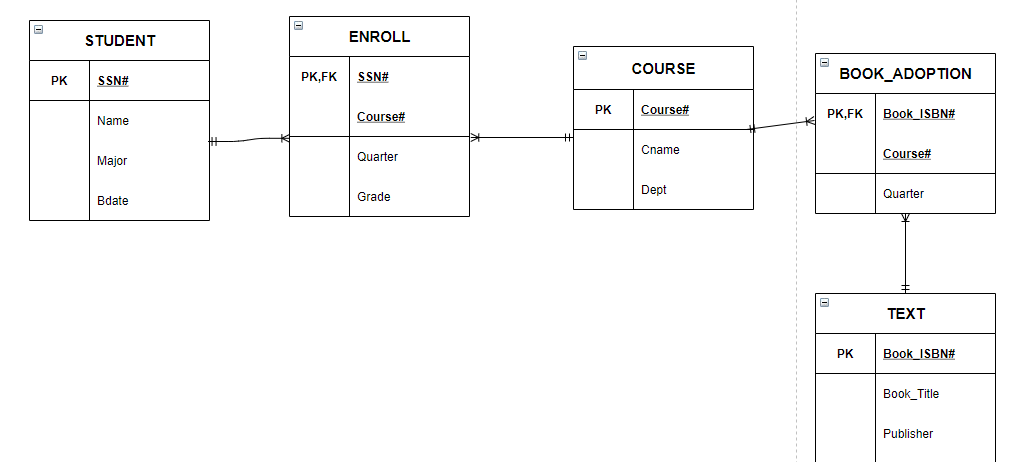 STUDENT
PK SSN#
Name
Major
Bdate
ENROLL
PK,FK SSN#
Course#
Quarter
Grade
COURSE
PK Course#
Cname
Dept
BOOK_ADOPTION
PK,FK Book_ISBN#
Course#
Quarter
TEXT
PK Book_ISBN#
Book_Title
Publisher